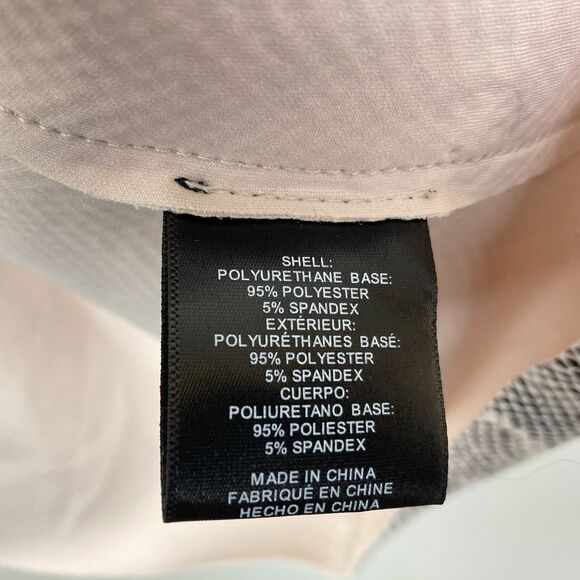 SHELL:
POLYURETHANE BASE:
95% POLYESTER
5% SPANDEX
EXTÉRIEUR:
POLYURÉTHANES BASÉ:
95% POLYESTER
5% SPANDEX
CUERPO:
POLIURETANO BASE:
95% POLIESTER
5% SPANDEX
MADE IN CHINA
FABRIQUÉ EN CHINE
HECHO EN CHINA